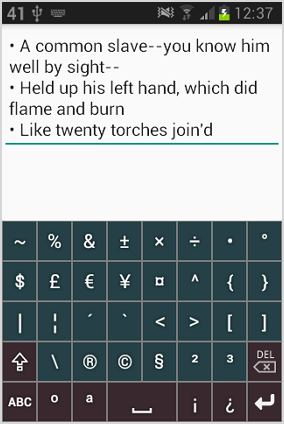 41 12:37
• A common slave--you know him
well by sight--
• Held up his left hand, which did
flame and burn
• Like twenty torches join'd
~ % & ± × ÷ • °
$ £ € ¥ ¤ ^ { }
| ¦ ´ ` < > [ ]
\ ® © § ² ³ DEL
ABC º ª ¡ ¿